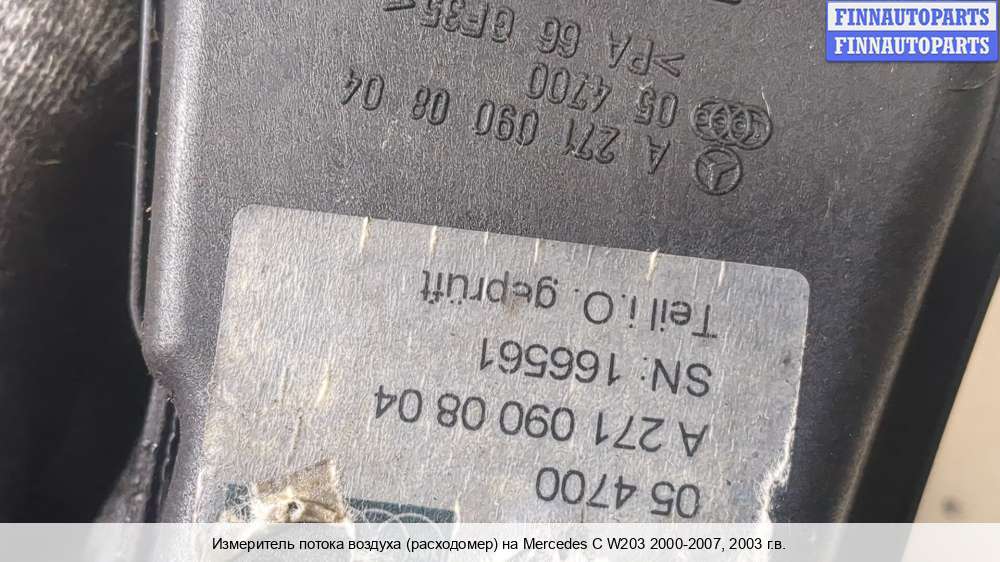 FINNAUTOPARTS
FINNAUTOPARTS
A 271 090 08 04
05 4700
>PA 66 GF35<
05 4700
A 271 090 08 04
SN: 166561
Teil i.O. geprüft
Измеритель потока воздуха (расходомер) на Mercedes C W203 2000-2007, 2003 г.в.